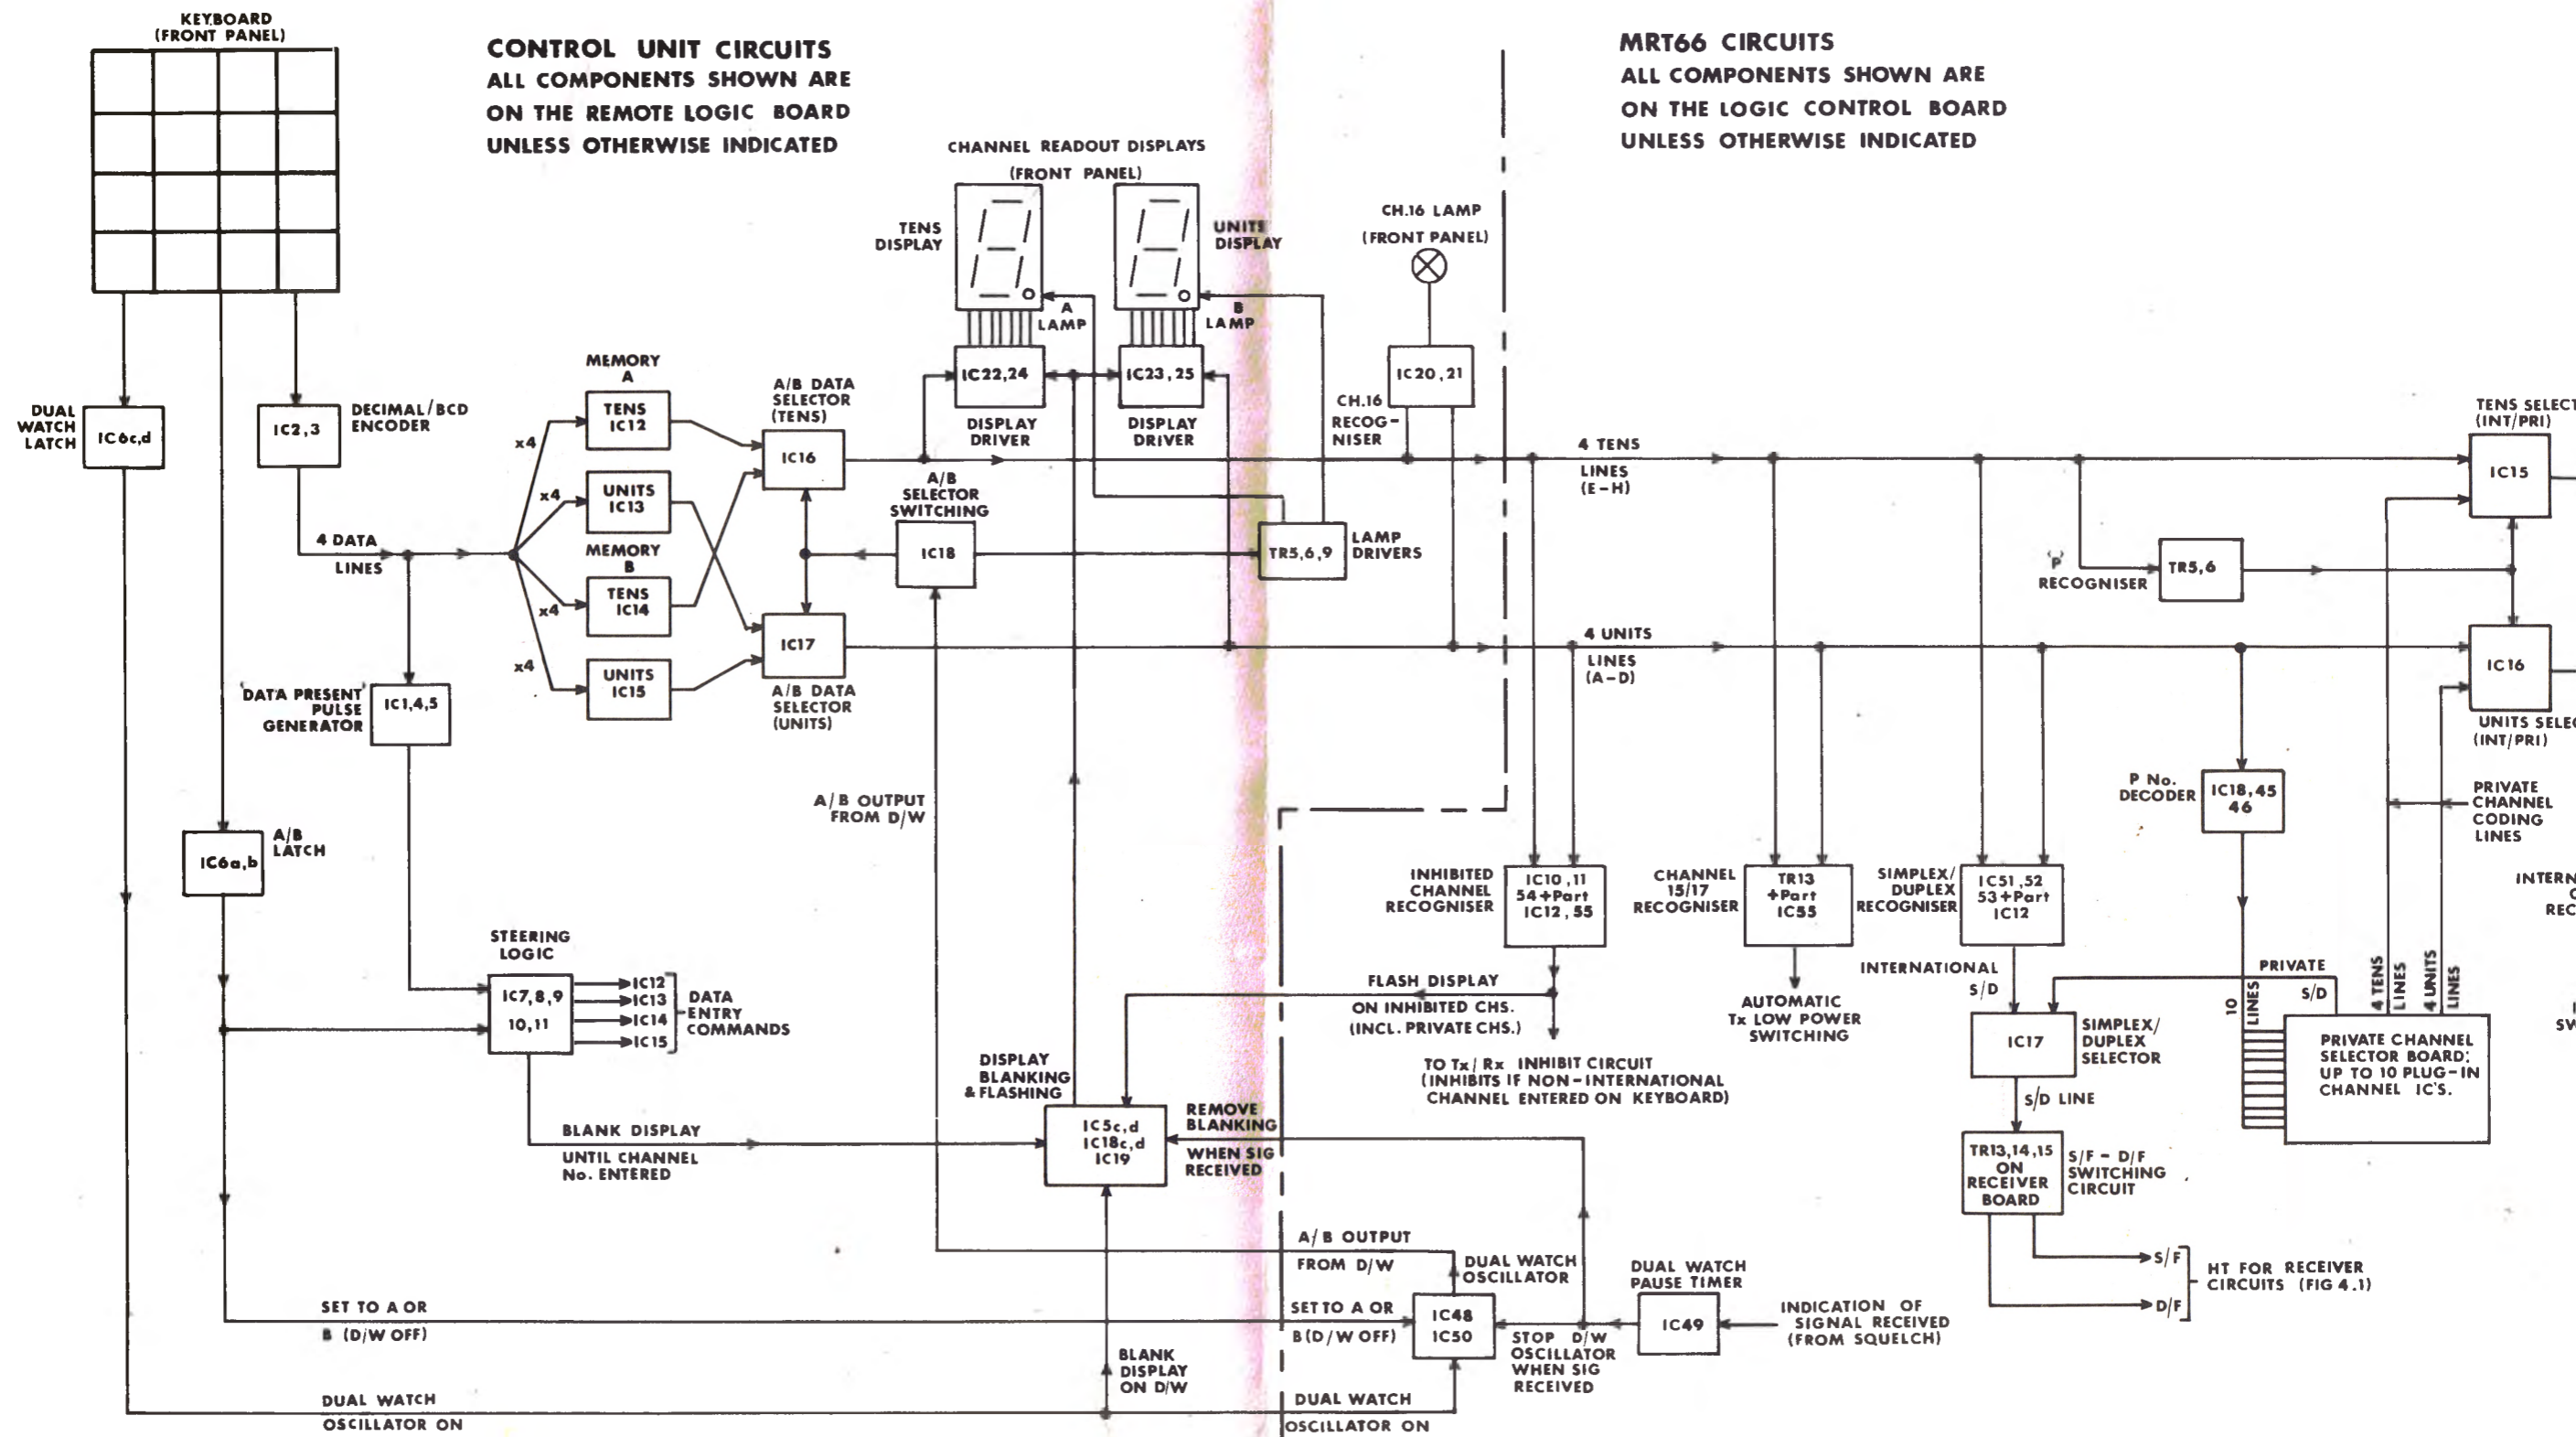 KEYBOARD
(FRONT PANEL)
CONTROL UNIT CIRCUITS
ALL COMPONENTS SHOWN ARE
ON THE REMOTE LOGIC BOARD
UNLESS OTHERWISE INDICATED
MRT66 CIRCUITS
ALL COMPONENTS SHOWN ARE
ON THE LOGIC CONTROL BOARD
UNLESS OTHERWISE INDICATED
CHANNEL READOUT DISPLAYS
(FRONT PANEL)
TENS
DISPLAY
UNITS
DISPLAY
A
LAMP
B
LAMP
CH.16 LAMP
(FRONT PANEL)
IC22,24
DISPLAY
DRIVER
IC23,25
DISPLAY
DRIVER
IC20,21
CH.16
RECOG-
NISER
DUAL
WATCH
LATCH
IC6c,d
IC2,3
DECIMAL/BCD
ENCODER
MEMORY
A
TENS
IC12
UNITS
IC13
MEMORY
B
TENS
IC14
UNITS
IC15
x4
x4
x4
x4
A/B DATA
SELECTOR
(TENS)
IC16
A/B
SELECTOR
SWITCHING
IC18
IC17
A/B DATA
SELECTOR
(UNITS)
TR5,6,9
LAMP
DRIVERS
4 DATA
LINES
4 TENS
LINES
(E-H)
4 UNITS
LINES
(A-D)
TENS SELECT
(INT/PRI)
IC15
'P'
RECOGNISER
TR5,6
IC16
UNITS SELEC
(INT/PRI)
'DATA PRESENT'
PULSE
GENERATOR
IC1,4,5
A/B OUTPUT
FROM D/W
P No.
DECODER
IC18,45
46
PRIVATE
CHANNEL
CODING
LINES
IC6a,b
A/B
LATCH
INHIBITED
CHANNEL
RECOGNISER
IC10,11
54+Part
IC12,55
CHANNEL
15/17
RECOGNISER
TR13
+Part
IC55
SIMPLEX/
DUPLEX
RECOGNISER
IC51,52
53+Part
IC12
INTERN
REC
STEERING
LOGIC
IC7,8,9
10,11
IC12
IC13
IC14
IC15
DATA
ENTRY
COMMANDS
FLASH DISPLAY
ON INHIBITED CHS.
(INCL. PRIVATE CHS.)
AUTOMATIC
Tx LOW POWER
SWITCHING
INTERNATIONAL
S/D
PRIVATE
S/D
10
LINES
4 TENS
LINES
4 UNITS
LINES
SW
IC17
SIMPLEX/
DUPLEX
SELECTOR
PRIVATE CHANNEL
SELECTOR BOARD:
UP TO 10 PLUG-IN
CHANNEL IC'S.
TO Tx/Rx INHIBIT CIRCUIT
(INHIBITS IF NON-INTERNATIONAL
CHANNEL ENTERED ON KEYBOARD)
DISPLAY
BLANKING
& FLASHING
IC5c,d
IC18c,d
IC19
REMOVE
BLANKING
WHEN SIG
RECEIVED
BLANK DISPLAY
UNTIL CHANNEL
No. ENTERED
S/D LINE
TR13,14,15
ON
RECEIVER
BOARD
S/F - D/F
SWITCHING
CIRCUIT
S/F
D/F
HT FOR RECEIVER
CIRCUITS (FIG 4.1)
A/B OUTPUT
FROM D/W
DUAL WATCH
OSCILLATOR
DUAL WATCH
PAUSE TIMER
SET TO A OR
B (D/W OFF)
SET TO A OR
B (D/W OFF)
IC48
IC50
STOP D/W
OSCILLATOR
WHEN SIG
RECEIVED
IC49
INDICATION OF
SIGNAL RECEIVED
(FROM SQUELCH)
BLANK
DISPLAY
ON D/W
DUAL WATCH
OSCILLATOR ON
DUAL WATCH
OSCILLATOR ON